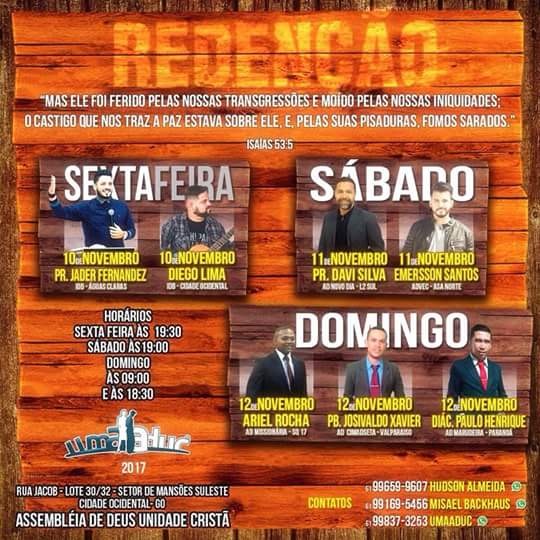 REDENÇÃO
"MAS ELE FOI FERIDO PELAS NOSSAS TRANSGRESSÕES E MOÍDO PELAS NOSSAS INIQUIDADES;
O CASTIGO QUE NOS TRAZ A PAZ ESTAVA SOBRE ELE, E, PELAS SUAS PISADURAS, FOMOS SARADOS."
ISAÍAS 53:5
SEXTAFEIRA
10 DE NOVEMBRO
PR. JADER FERNANDEZ
IDB - ÁGUAS CLARAS
10 DE NOVEMBRO
DIEGO LIMA
IDB - CIDADE OCIDENTAL
SÁBADO
11 DE NOVEMBRO
PR. DAVI SILVA
AD NOVO DIA - L2 SUL
11 DE NOVEMBRO
EMERSSON SANTOS
ADVEC - ASA NORTE
HORÁRIOS
SEXTA FEIRA ÀS 19:30
SÁBADO ÀS 19:00
DOMINGO
ÀS 09:00
E ÀS 18:30
DOMINGO
12 DE NOVEMBRO
ARIEL ROCHA
AD MISSIONÁRIA - SQ 17
12 DE NOVEMBRO
PB. JOSIVALDO XAVIER
AD CIMADSETA - VALPARAISO
12 DE NOVEMBRO
DIÁC. PAULO HENRIQUE
AD MADUREIRA - PARANOÁ
umaaduc
2017
RUA JACOB - LOTE 30/32 - SETOR DE MANSÕES SULESTE
CIDADE OCIDENTAL- GO
ASSEMBLÉIA DE DEUS UNIDADE CRISTÃ
CONTATOS
61 99659-9607 HUDSON ALMEIDA
61 99169-5456 MISAEL BACKHAUS
61 99837-3263 UMAADUC